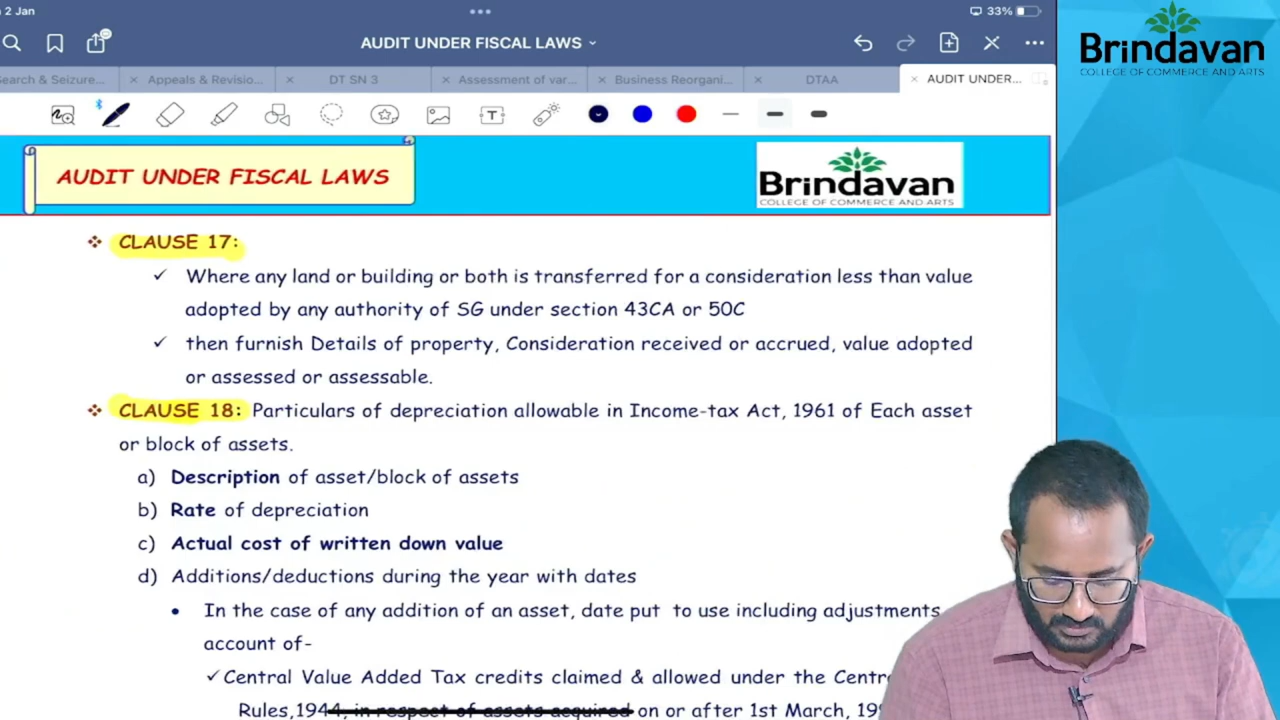 2 Jan
33%
AUDIT UNDER FISCAL LAWS
earch & Seizure...
Appeals & Revisio...
DT SN 3
Assessment of var...
Business Reorgani...
DTAA
AUDIT UNDER...
Brindavan
COLLEGE OF COMMERCE AND ARTS
AUDIT UNDER FISCAL LAWS
Brindavan
COLLEGE OF COMMERCE AND ARTS
❖ CLAUSE 17:
✓ Where any land or building or both is transferred for a consideration less than value
adopted by any authority of SG under section 43CA or 50C
✓ then furnish Details of property, Consideration received or accrued, value adopted
or assessed or assessable.
❖ CLAUSE 18: Particulars of depreciation allowable in Income-tax Act, 1961 of Each asset
or block of assets.
a) Description of asset/block of assets
b) Rate of depreciation
c) Actual cost of written down value
d) Additions/deductions during the year with dates
• In the case of any addition of an asset, date put to use including adjustments
account of-
✓Central Value Added Tax credits claimed & allowed under the Centr
Rules,1944, in respect of assets acquired on or after 1st March, 199